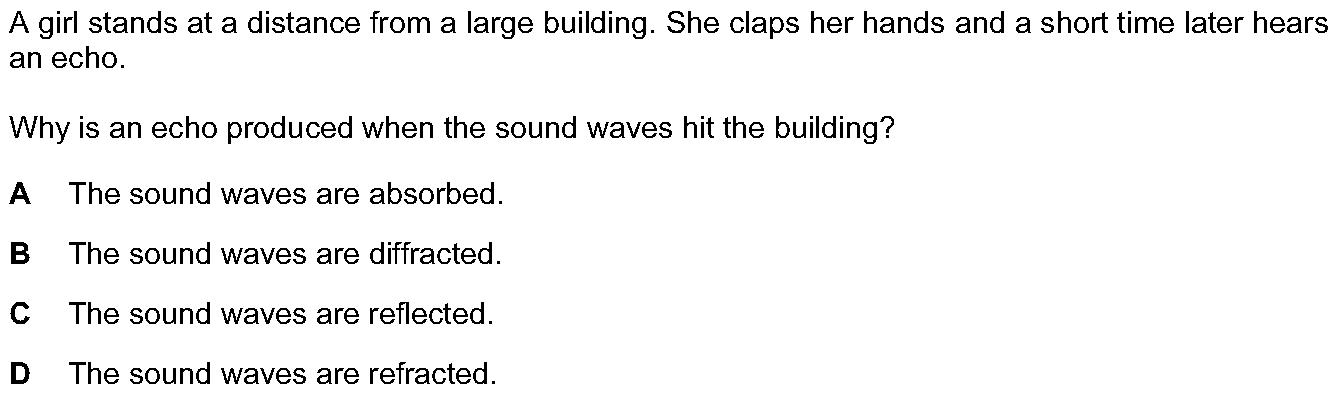 A girl stands at a distance from a large building. She claps her hands and a short time later hears
an echo.
Why is an echo produced when the sound waves hit the building?
A The sound waves are absorbed.
B The sound waves are diffracted.
C The sound waves are reflected.
D The sound waves are refracted.